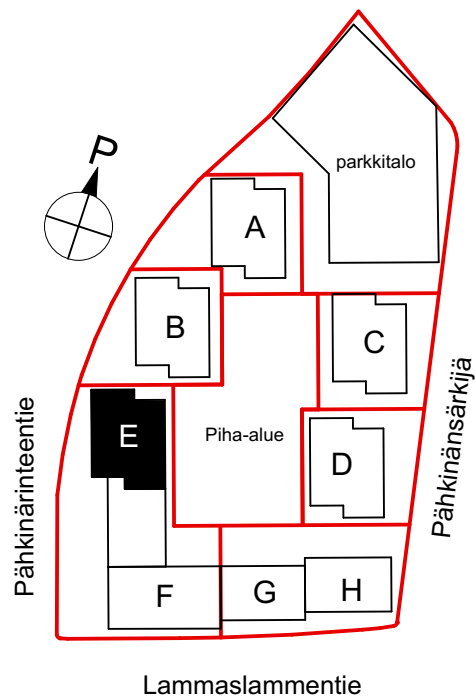 P
parkkitalo
A
B
C
E
Piha-alue
D
F
G
H
Pähkinärinteentie
Pähkinänsärkijä
Lammaslammentie